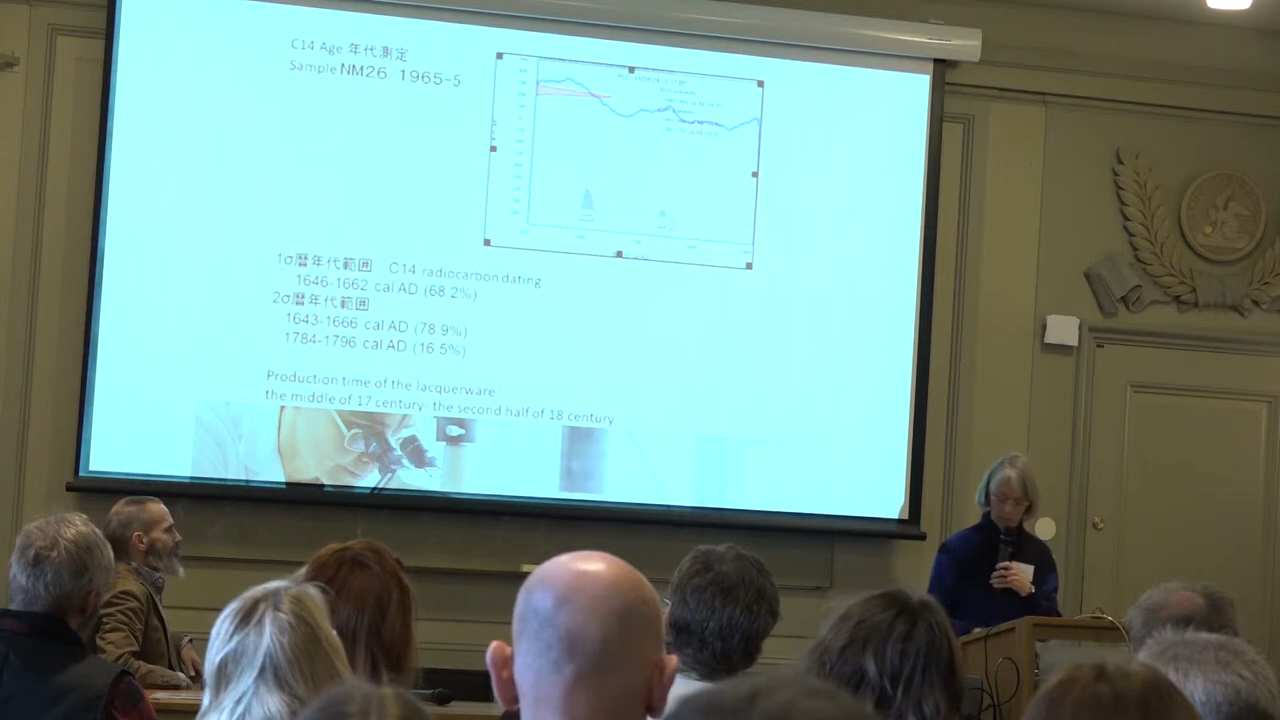 C14 Age 年代測定
Sample NM26/1965-5
1σ暦年代範囲 C14 radiocarbon dating
1646-1662 cal AD (68.2%)
2σ暦年代範囲
1643-1666 cal AD (78.9%)
1784-1796 cal AD (16.5%)
Production time of the lacquerware
the middle of 17 century- the second half of 18 century